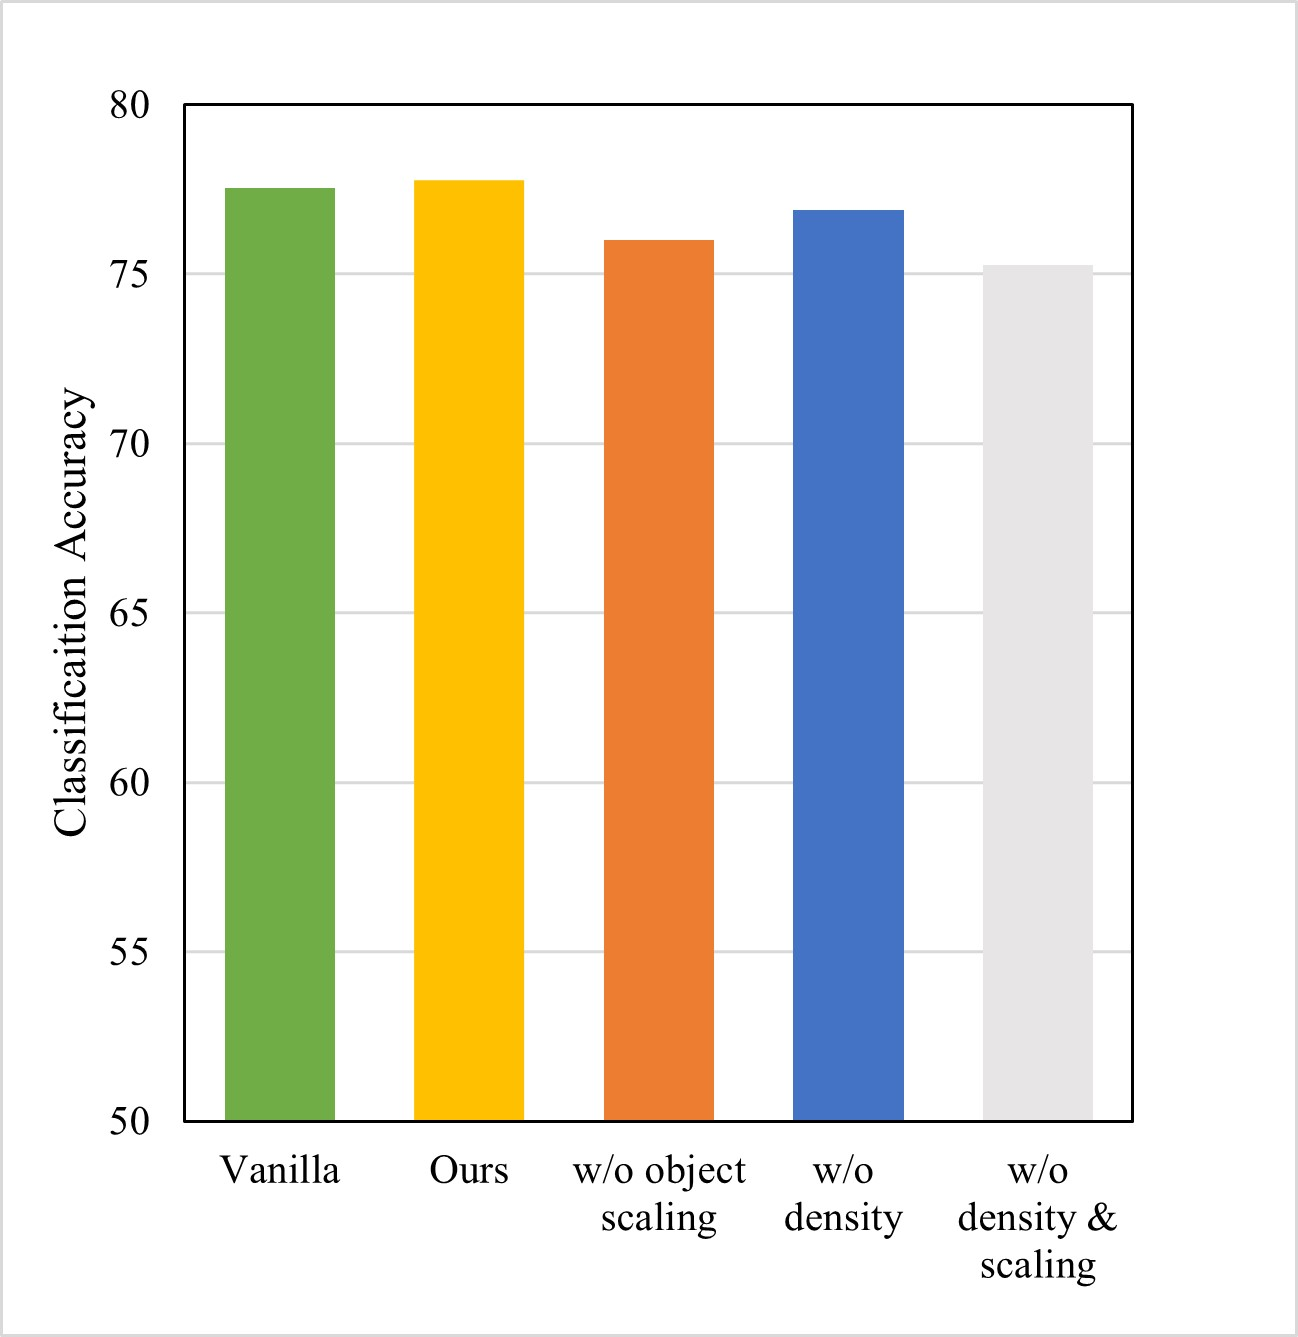 80
75
70
65
60
55
50
Classificaition Accuracy
Vanilla
Ours
w/o object
scaling
w/o
density
w/o
density &
scaling